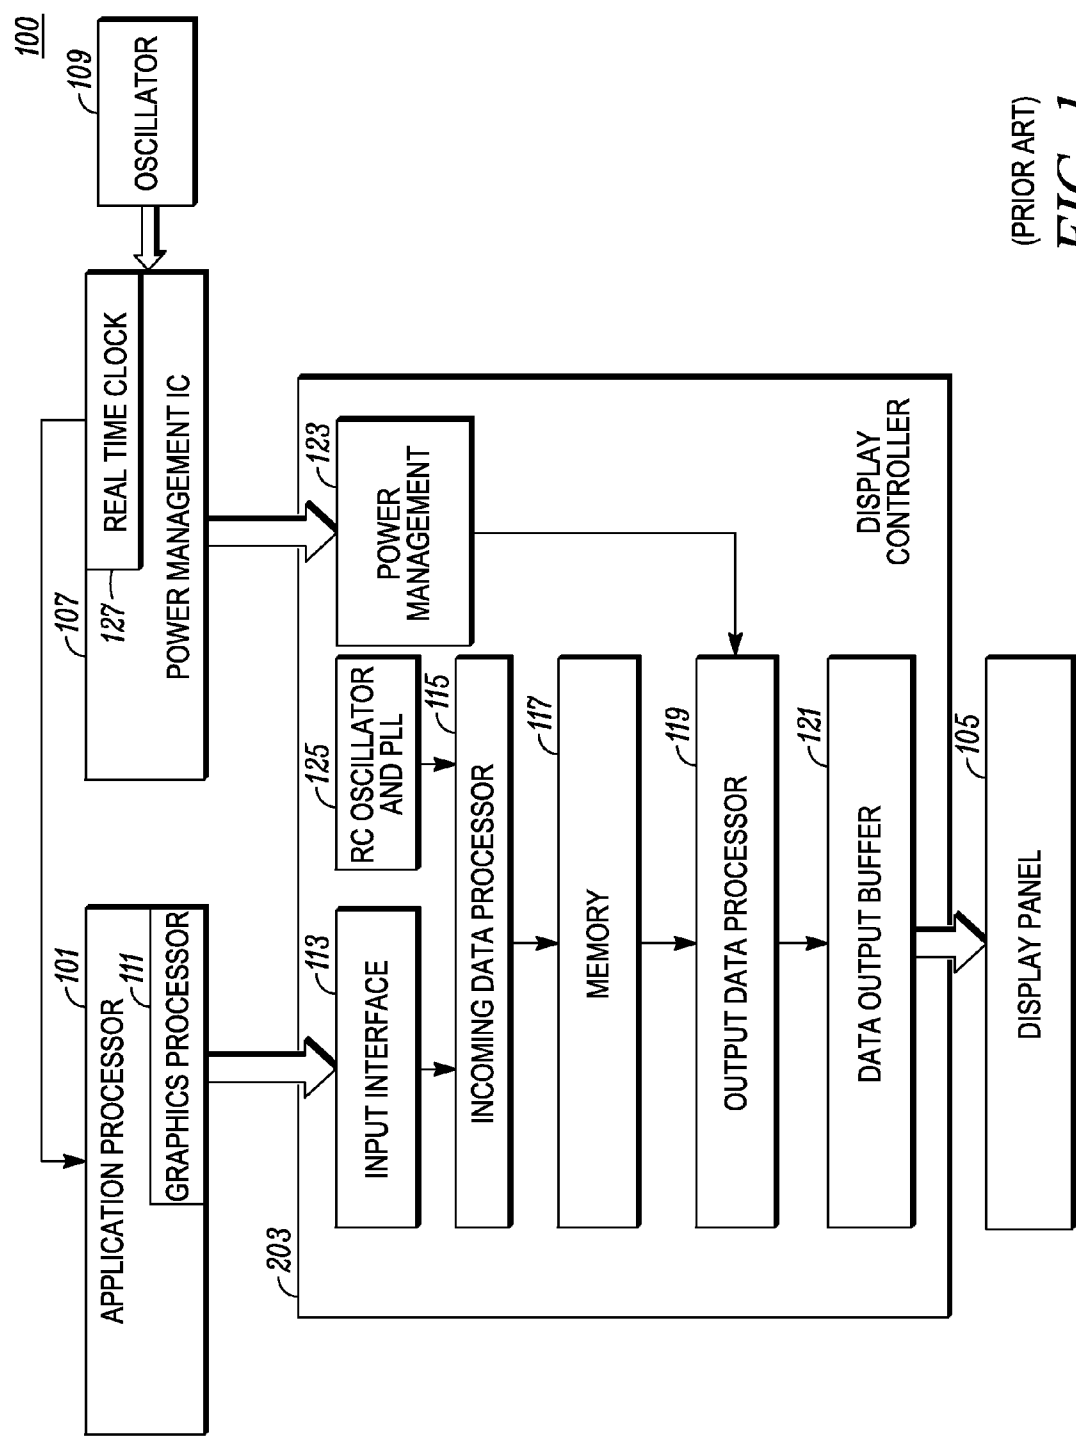 100
109
OSCILLATOR
107
REAL TIME CLOCK
127
POWER MANAGEMENT IC
101
APPLICATION PROCESSOR
111
GRAPHICS PROCESSOR
203
113
INPUT INTERFACE
125
RC OSCILLATOR
AND PLL
123
POWER
MANAGEMENT
115
INCOMING DATA PROCESSOR
117
MEMORY
119
OUTPUT DATA PROCESSOR
121
DATA OUTPUT BUFFER
DISPLAY
CONTROLLER
105
DISPLAY PANEL
(PRIOR ART)
FIG. 1